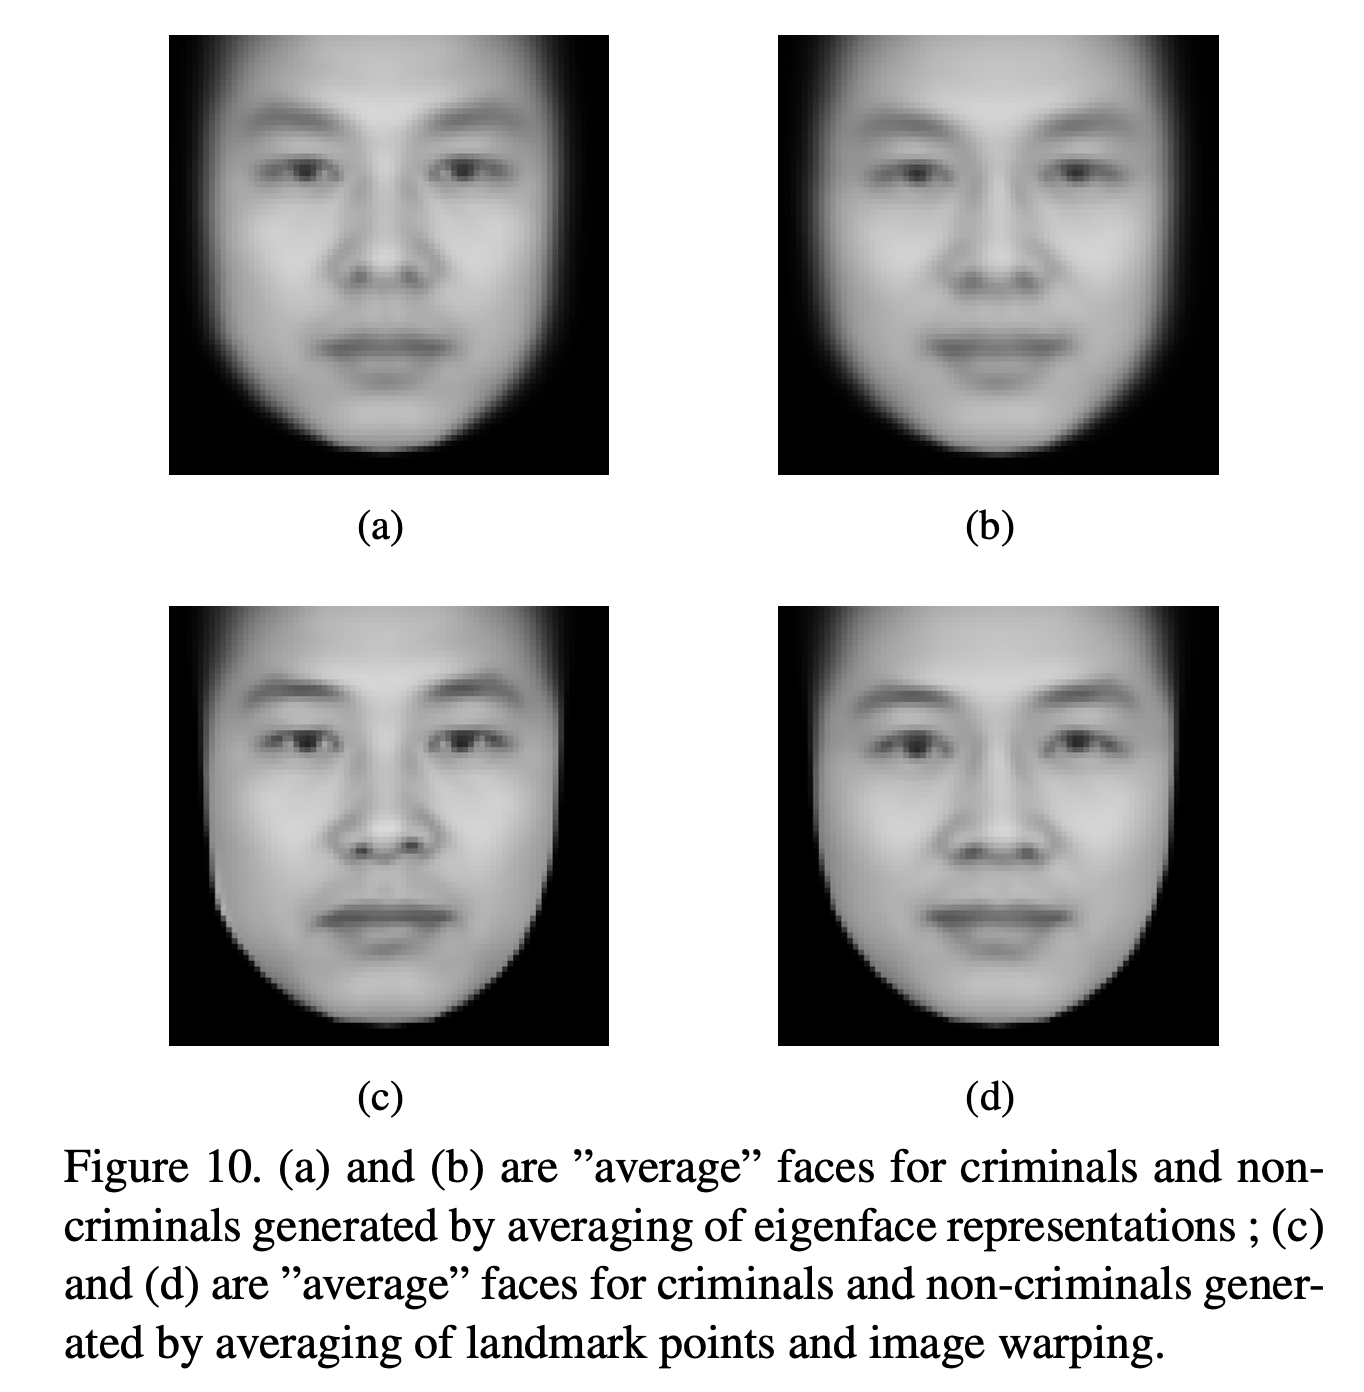 (a)
(b)
(c)
(d)
Figure 10. (a) and (b) are ”average” faces for criminals and non-
criminals generated by averaging of eigenface representations ; (c)
and (d) are ”average” faces for criminals and non-criminals gener-
ated by averaging of landmark points and image warping.